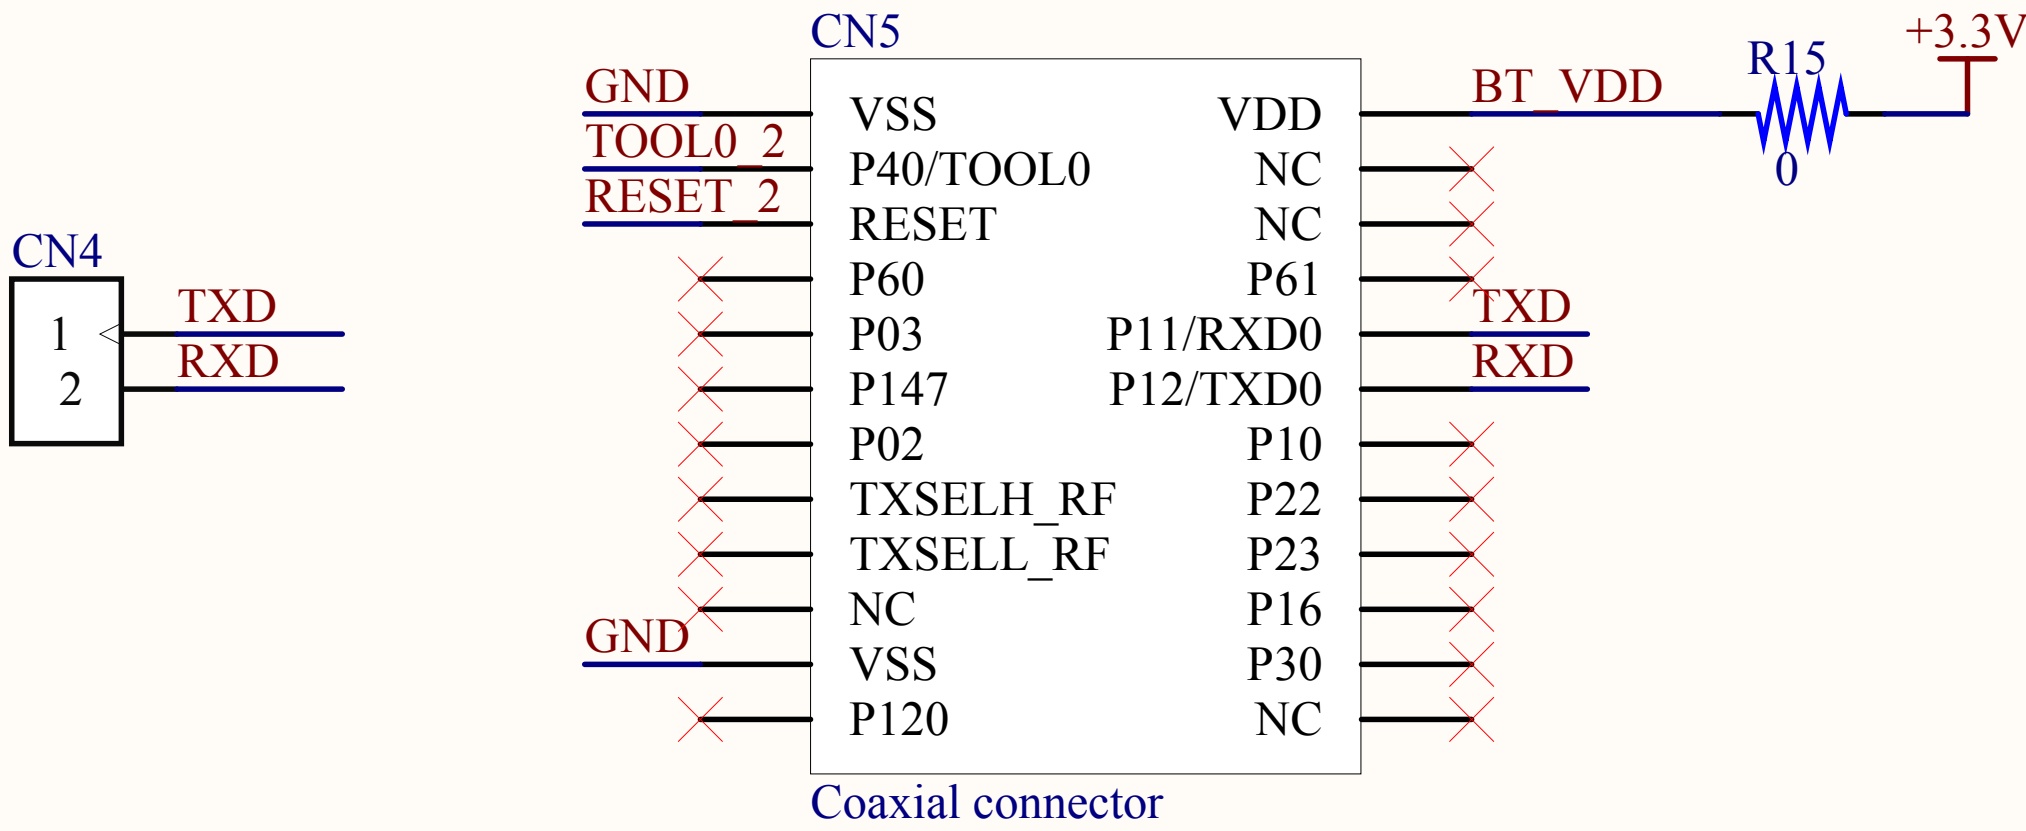 CN5
+3.3V
R15
GND
BT_VDD
VSS
VDD
TOOL0_2
P40/TOOL0
NC
0
RESET_2
RESET
NC
CN4
P60
P61
1
TXD
P03
P11/RXD0
TXD
2
RXD
P147
P12/TXD0
RXD
P02
P10
TXSELH_RF
P22
TXSELL_RF
P23
NC
P16
GND
VSS
P30
P120
NC
Coaxial connector